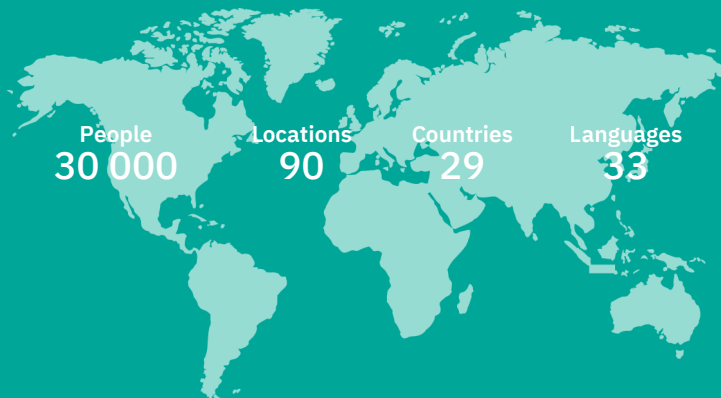 People
30 000
Locations
90
Countries
29
Languages
33